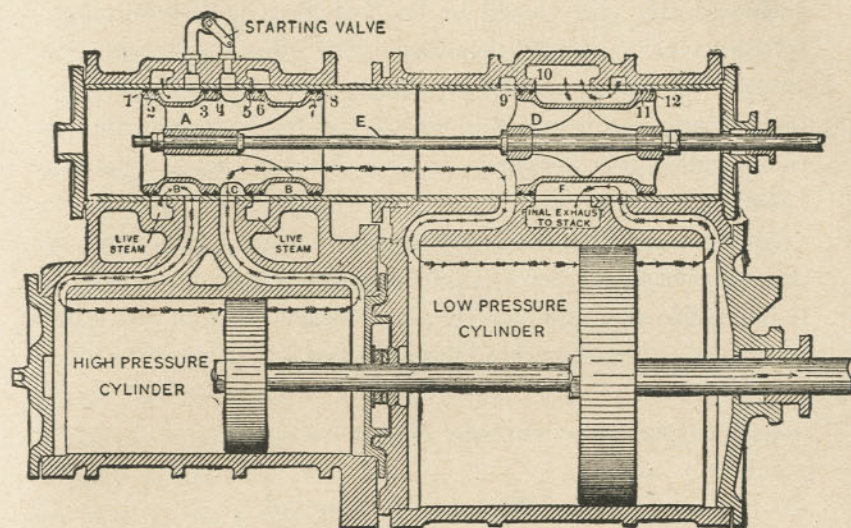 STARTING VALVE
10
1 2 3 4 5 6 7 8 9 11 12
A E D
B C B F
LIVE STEAM
LIVE STEAM
FINAL EXHAUS
TO STACK
LOW PRESSURE
CYLINDER
HIGH PRESSURE
CYLINDER